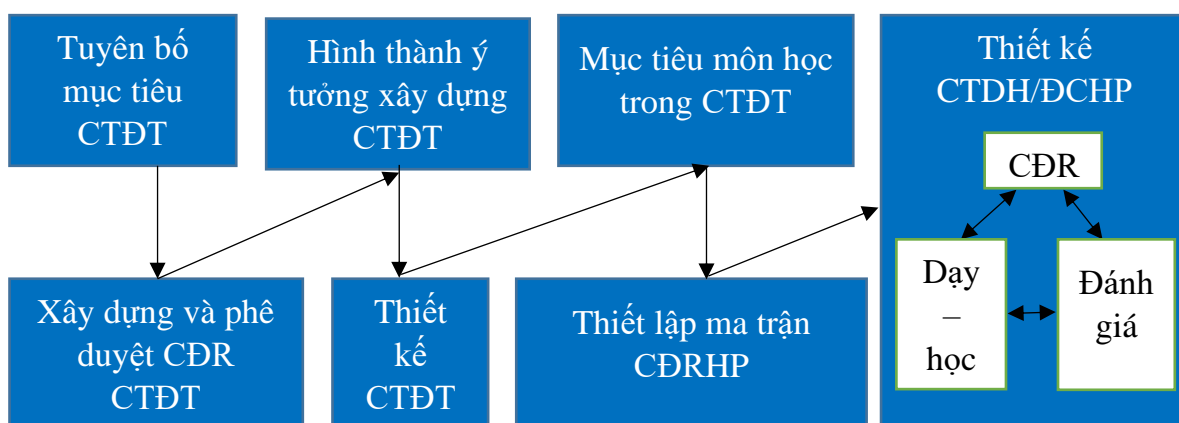 Tuyên bố
mục tiêu
CTĐT
Hình thành ý
tưởng xây dựng
CTĐT
Mục tiêu môn học
trong CTĐT
Thiết kế
CTDH/ĐCHP
CĐR
Dạy
–
học
Đánh
giá
Xây dựng và phê
duyệt CĐR
CTĐT
Thiết
kế
CTĐT
Thiết lập ma trận
CĐRHP